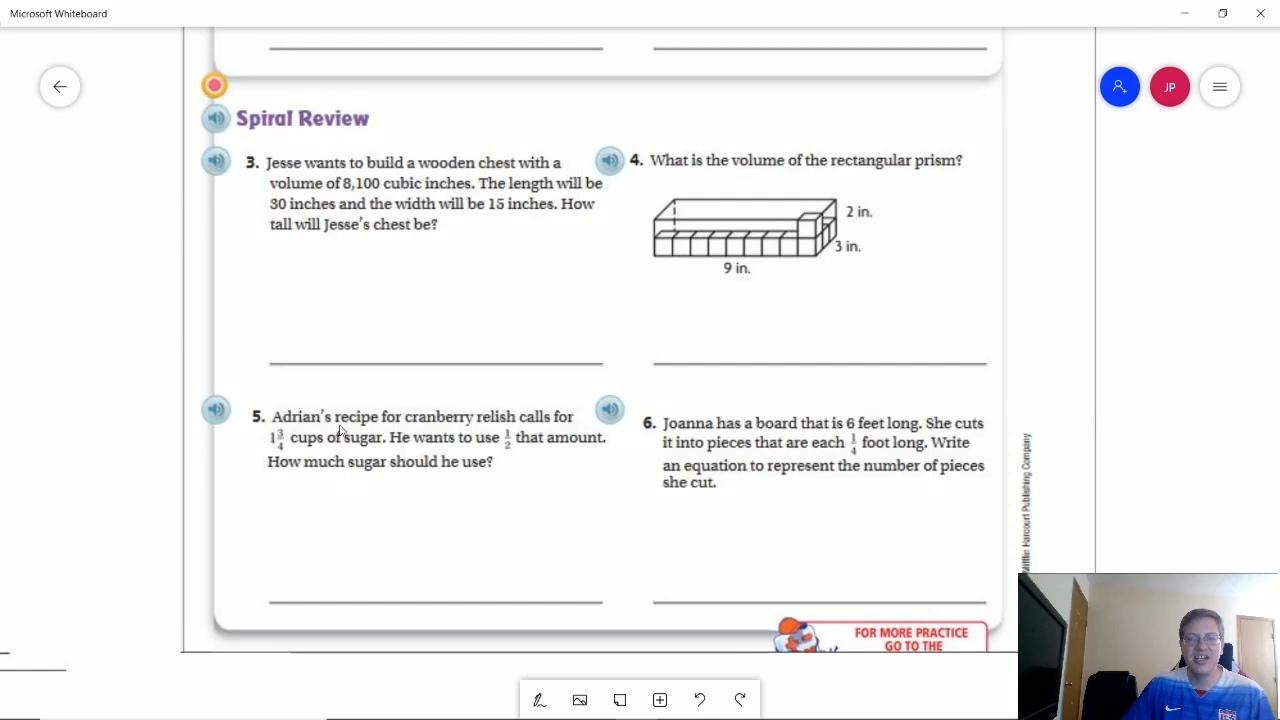 Microsoft Whiteboard
JP
Spiral Review
3. Jesse wants to build a wooden chest with a
volume of 8,100 cubic inches. The length will be
30 inches and the width will be 15 inches. How
tall will Jesse's chest be?
4. What is the volume of the rectangular prism?
2 in.
3 in.
9 in.
5. Adrian's recipe for cranberry relish calls for
1 3/4 cups of sugar. He wants to use 1/2 that amount.
How much sugar should he use?
6. Joanna has a board that is 6 feet long. She cuts
it into pieces that are each 1/4 foot long. Write
an equation to represent the number of pieces
she cut.
Mifflin Harcourt Publishing Company
FOR MORE PRACTICE
GO TO THE